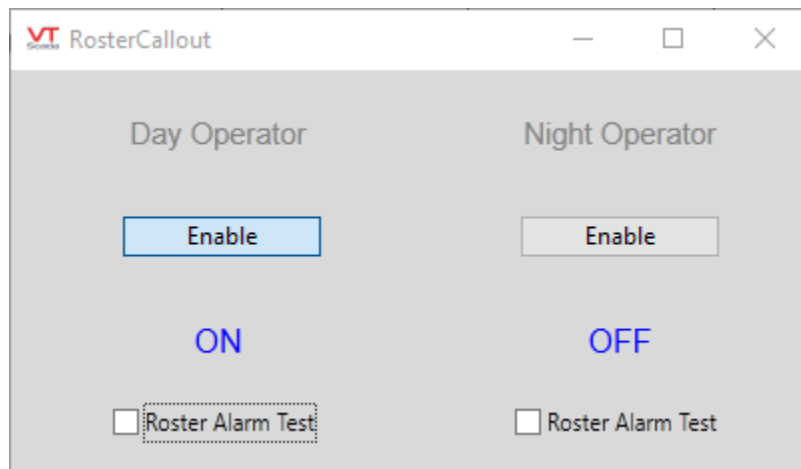 VT Scada RosterCallout
Day Operator
Night Operator
Enable
Enable
ON
OFF
Roster Alarm Test
Roster Alarm Test